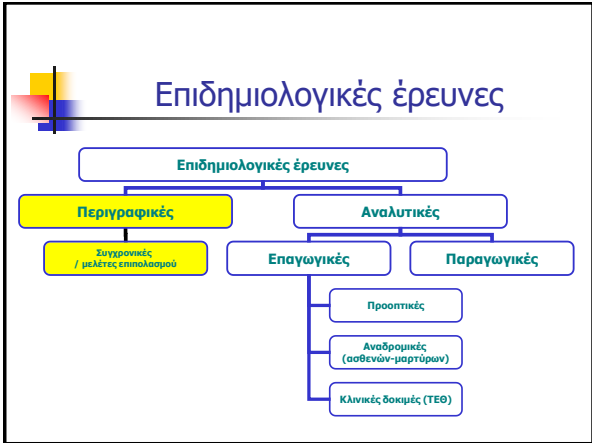 Επιδημιολογικές έρευνες
Επιδημιολογικές έρευνες
Περιγραφικές
Αναλυτικές
Συγχρονικές
/ μελέτες επιπολασμού
Επαγωγικές
Παραγωγικές
Προοπτικές
Αναδρομικές
(ασθενών-μαρτύρων)
Κλινικές δοκιμές (ΤΕΘ)